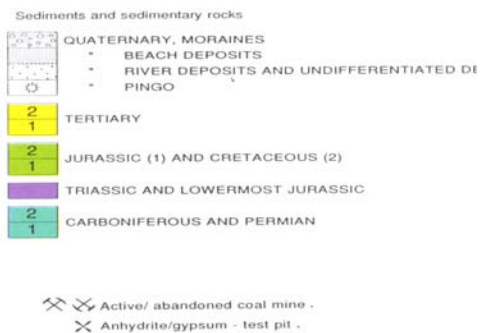 Sediments and sedimentary rocks
QUATERNARY, MORAINES
" BEACH DEPOSITS
" RIVER DEPOSITS AND UNDIFFERENTIATED DE
" PINGO
2
1 TERTIARY
2
1 JURASSIC (1) AND CRETACEOUS (2)
TRIASSIC AND LOWERMOST JURASSIC
2
1 CARBONIFEROUS AND PERMIAN
Active/ abandoned coal mine .
Anhydrite/gypsum - test pit .